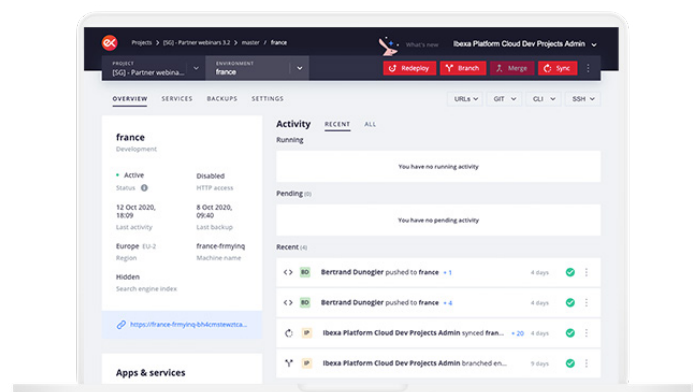 Projects > [SG] - Partner webinars 3.2 > master / france
What's new
Ibexa Platform Cloud Dev Projects Admin
PROJECT
[SG] - Partner webina...
ENVIRONMENT
france
Redeploy
Branch
Merge
Sync
OVERVIEW SERVICES BACKUPS SETTINGS
URLs GIT CLI SSH
france
Development
Active
Status
Disabled
HTTP access
12 Oct 2020,
18:09
Last activity
8 Oct 2020,
09:40
Last backup
Europe EU-2
Region
france-frmyinq
Machine name
Hidden
Search engine index
https://france-frmyinq-bh4cmstewztca...
Apps & services
Activity RECENT ALL
Running
You have no running activity
Pending (0)
You have no pending activity
Recent (4)
BD Bertrand Dunogier pushed to france + 1 4 days
BD Bertrand Dunogier pushed to france + 4 4 days
IP Ibexa Platform Cloud Dev Projects Admin synced fran... + 20 4 days
IP Ibexa Platform Cloud Dev Projects Admin branched en... 9 days